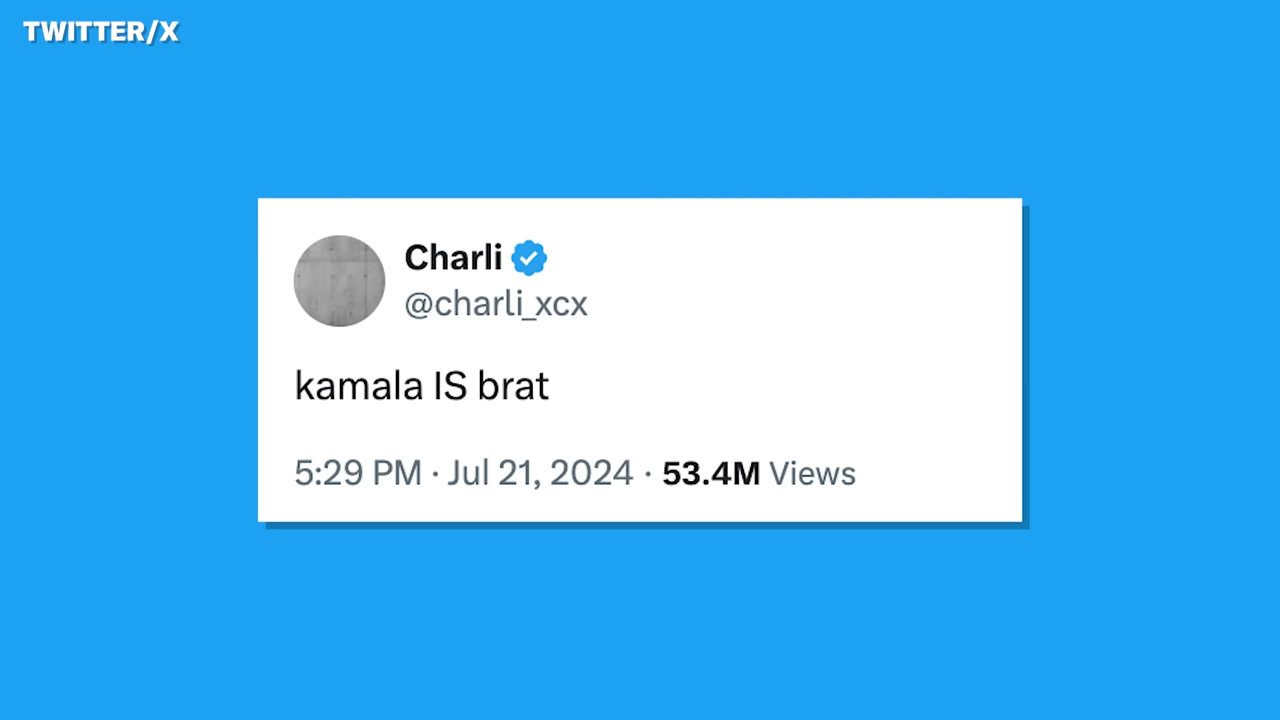 TWITTER/X
Charli
@charli_xcx
kamala IS brat
5:29 PM · Jul 21, 2024 · 53.4M Views